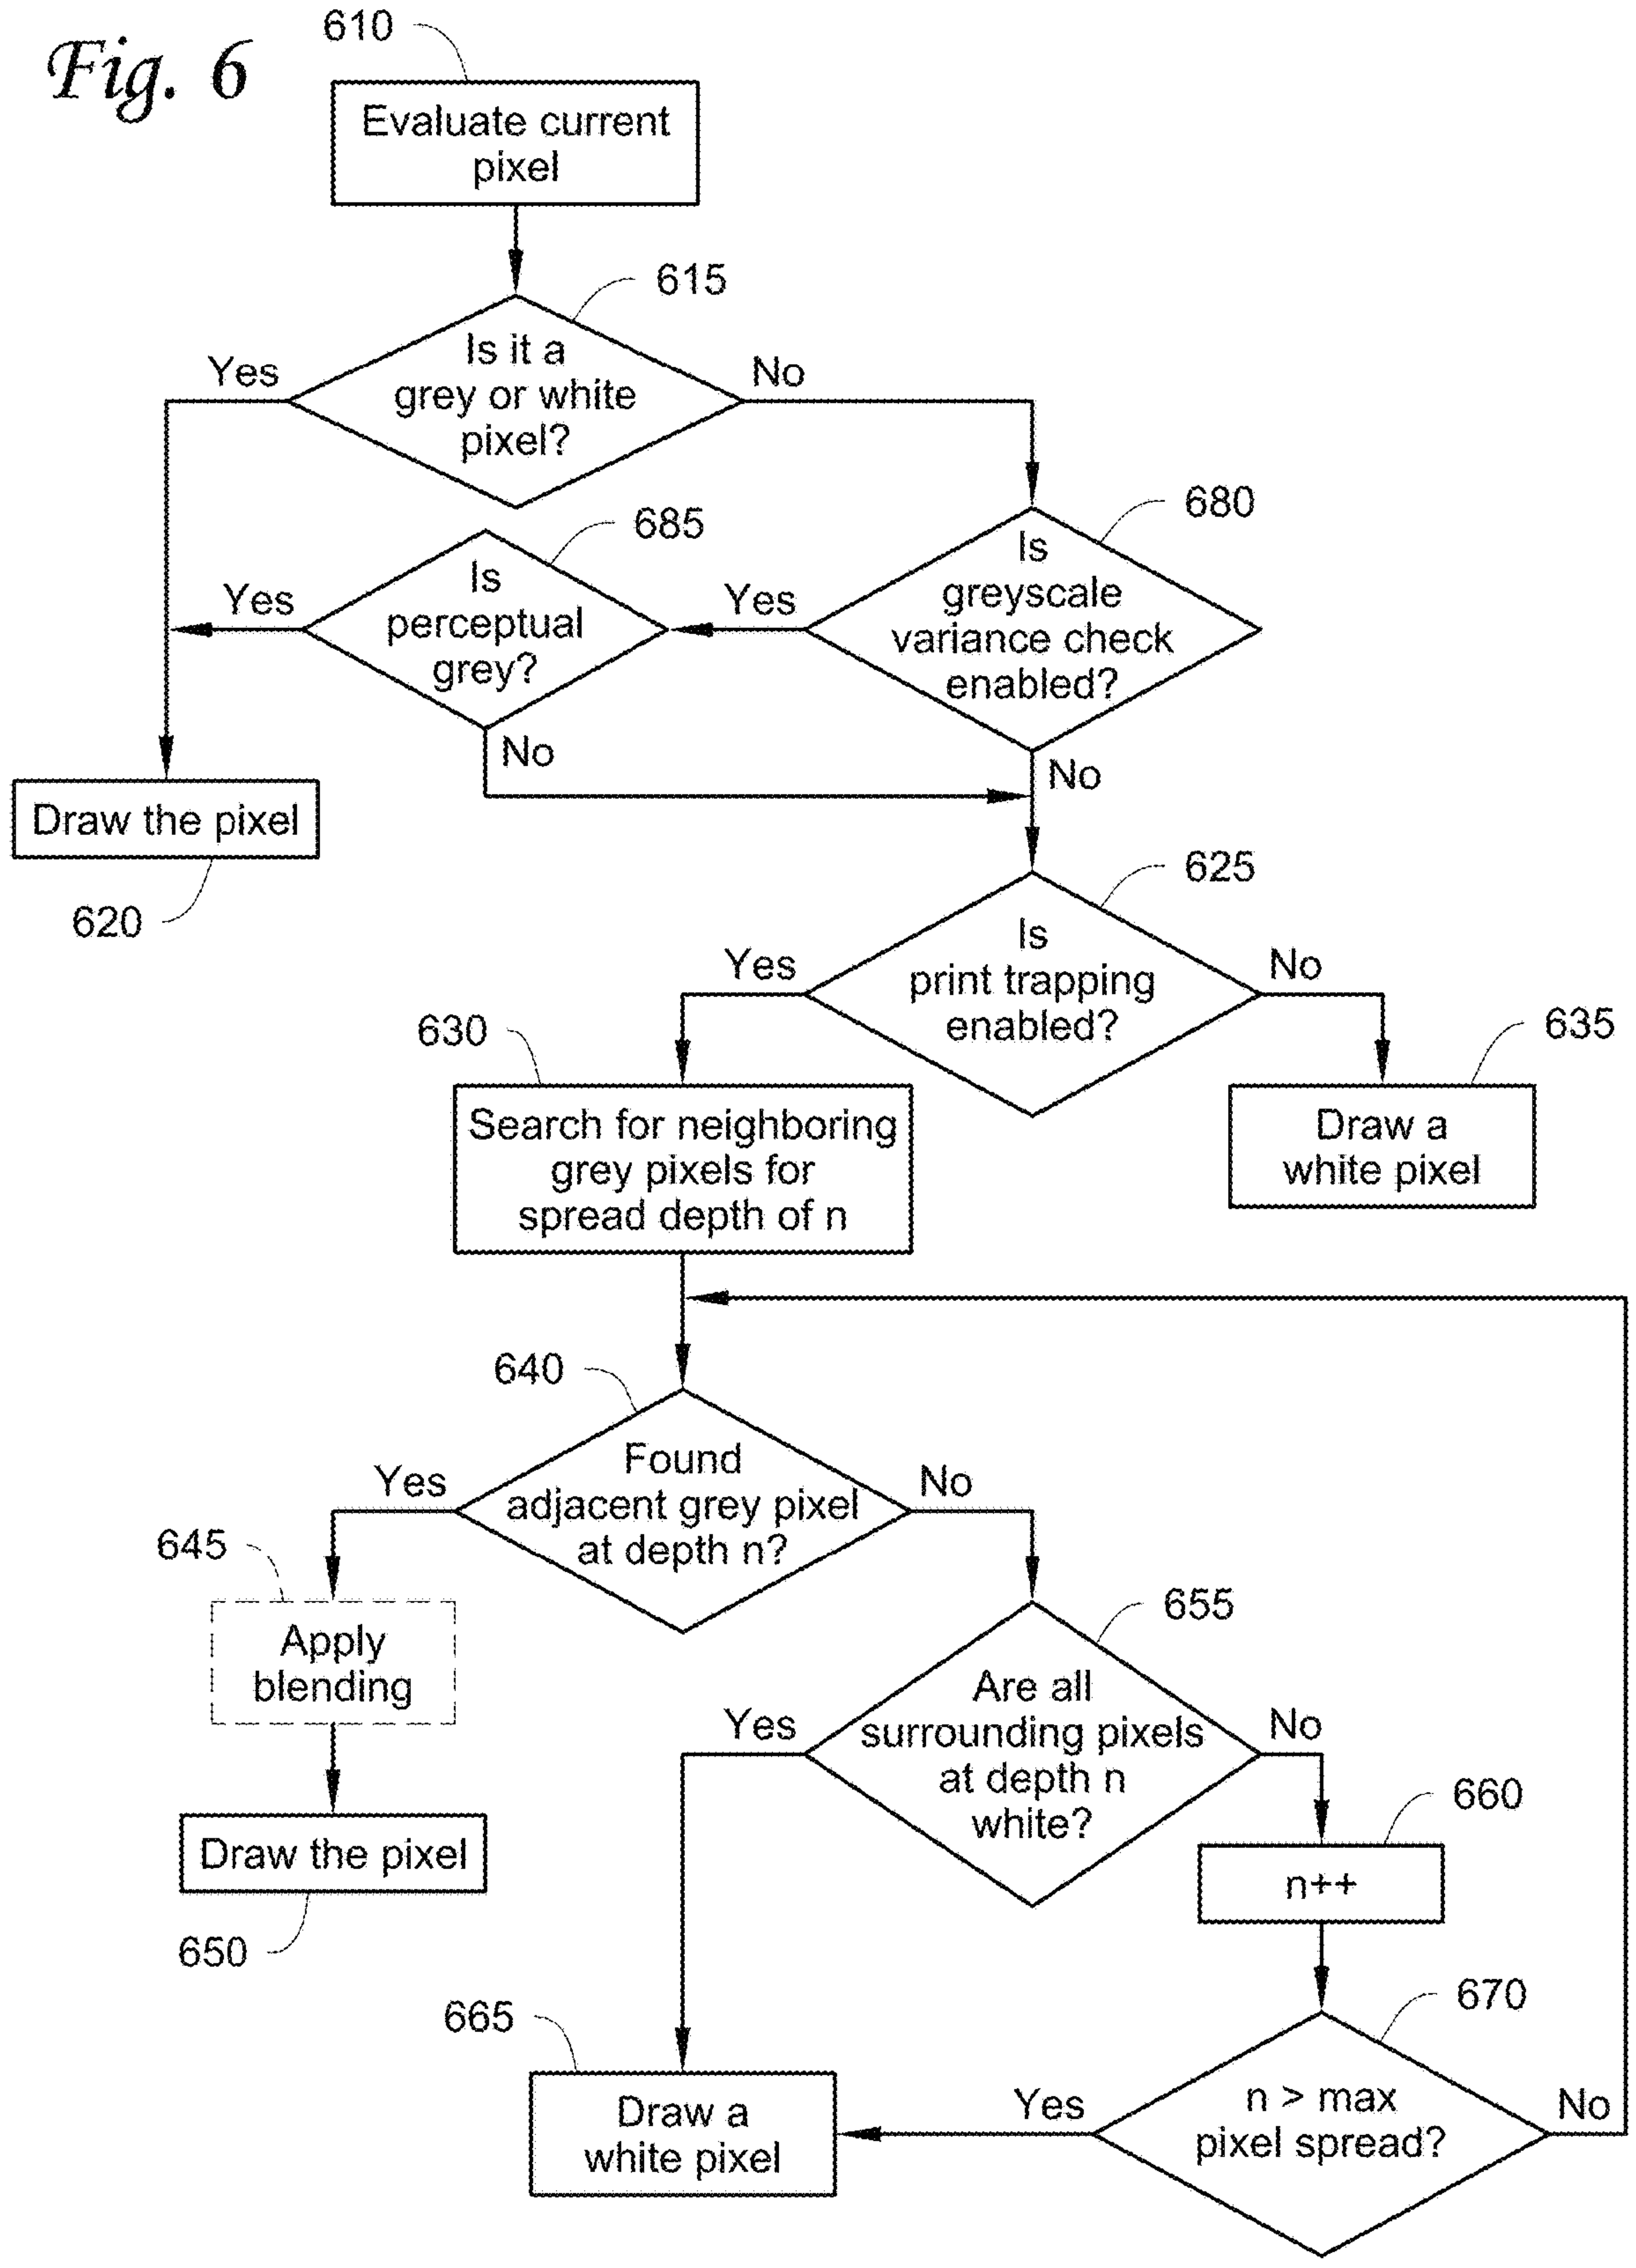 Fig. 6
610
Evaluate current
pixel
615
Is it a
grey or white
pixel?
Yes
No
680
Is
greyscale
variance check
enabled?
Yes
No
685
Is
perceptual
grey?
Yes
No
Draw the pixel
620
625
Is
print trapping
enabled?
Yes
No
630
Search for neighboring
grey pixels for
spread depth of n
635
Draw a
white pixel
640
Found
adjacent grey pixel
at depth n?
Yes
No
645
Apply
blending
Draw the pixel
650
655
Are all
surrounding pixels
at depth n
white?
Yes
No
660
n++
670
n > max
pixel spread?
Yes
No
665
Draw a
white pixel